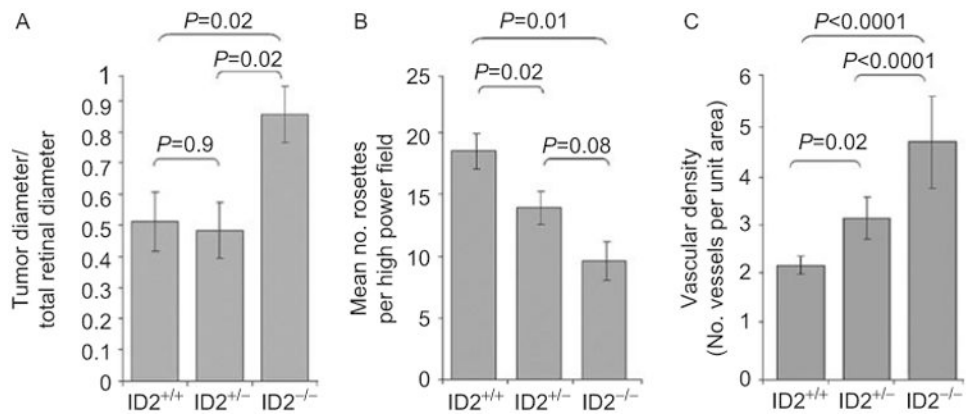 A
P=0.02
P=0.02
P=0.9
1
0.9
0.8
0.7
0.6
0.5
0.4
0.3
0.2
0.1
0
Tumor diameter/
total retinal diameter
ID2+/+ ID2+/− ID2−/−
B
P=0.01
P=0.02
P=0.08
25
20
15
10
5
0
Mean no. rosettes
per high power field
ID2+/+ ID2+/− ID2−/−
C
P<0.0001
P<0.0001
P=0.02
6
5
4
3
2
1
0
Vascular density
(No. vessels per unit area)
ID2+/+ ID2+/− ID2−/−